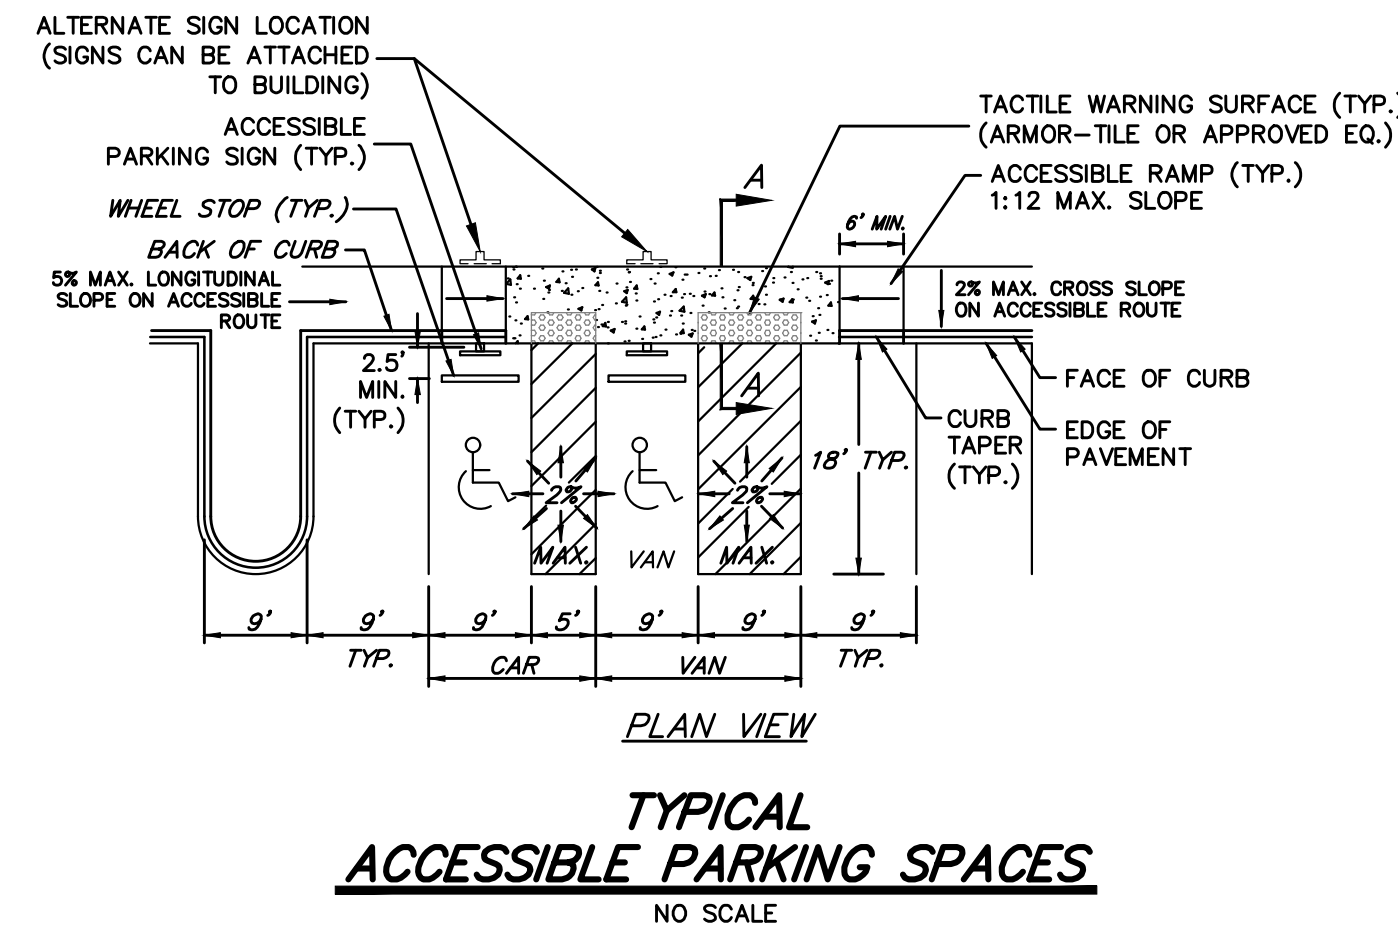 ALTERNATE SIGN LOCATION
(SIGNS CAN BE ATTACHED
TO BUILDING)
ACCESSIBLE
PARKING SIGN (TYP.)
WHEEL STOP (TYP.)
BACK OF CURB
5% MAX. LONGITUDINAL
SLOPE ON ACCESSIBLE
ROUTE
2.5'
MIN.
(TYP.)
A
A
TACTILE WARNING SURFACE (TYP.)
(ARMOR-TILE OR APPROVED EQ.)
ACCESSIBLE RAMP (TYP.)
1:12 MAX. SLOPE
6' MIN.
2% MAX. CROSS SLOPE
ON ACCESSIBLE ROUTE
FACE OF CURB
CURB
TAPER
(TYP.)
EDGE OF
PAVEMENT
18' TYP.
2%
MAX.
VAN
2%
MAX.
9'
9'
TYP.
9'
5'
9'
9'
9'
TYP.
CAR
VAN
PLAN VIEW
TYPICAL
ACCESSIBLE PARKING SPACES
NO SCALE